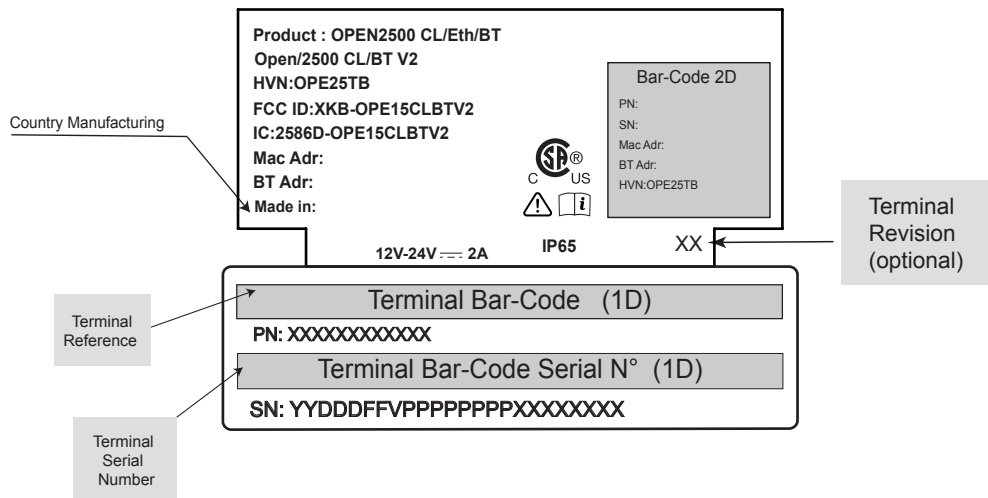 Product : OPEN2500 CL/Eth/BT
Open/2500 CL/BT V2
HVN:OPE25TB
FCC ID:XKB-OPE15CLBTV2
IC:2586D-OPE15CLBTV2
Mac Adr:
BT Adr:
Made in:
Country Manufacturing
C SA ® US
i
Bar-Code 2D
PN:
SN:
Mac Adr:
BT Adr:
HVN:OPE25TB
12V-24V ⎓ 2A
IP65
XX
Terminal
Revision
(optional)
Terminal Bar-Code (1D)
PN: XXXXXXXXXXXX
Terminal
Reference
Terminal Bar-Code Serial N° (1D)
SN: YYDDDFFVPPPPPPPPXXXXXXXX
Terminal
Serial
Number